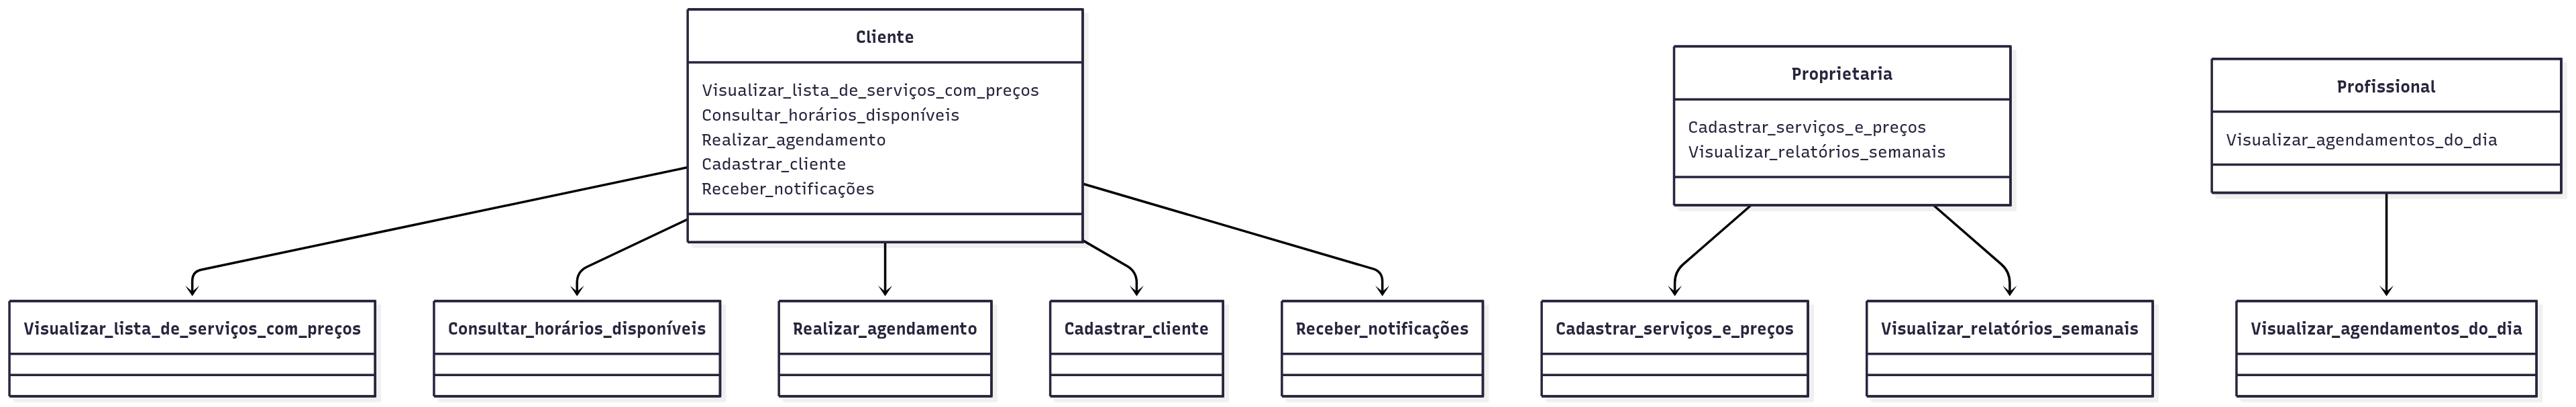 Cliente
Visualizar_lista_de_serviços_com_preços
Consultar_horários_disponíveis
Realizar_agendamento
Cadastrar_cliente
Receber_notificações
Proprietaria
Cadastrar_serviços_e_preços
Visualizar_relatórios_semanais
Profissional
Visualizar_agendamentos_do_dia
Visualizar_lista_de_serviços_com_preços
Consultar_horários_disponíveis
Realizar_agendamento
Cadastrar_cliente
Receber_notificações
Cadastrar_serviços_e_preços
Visualizar_relatórios_semanais
Visualizar_agendamentos_do_dia